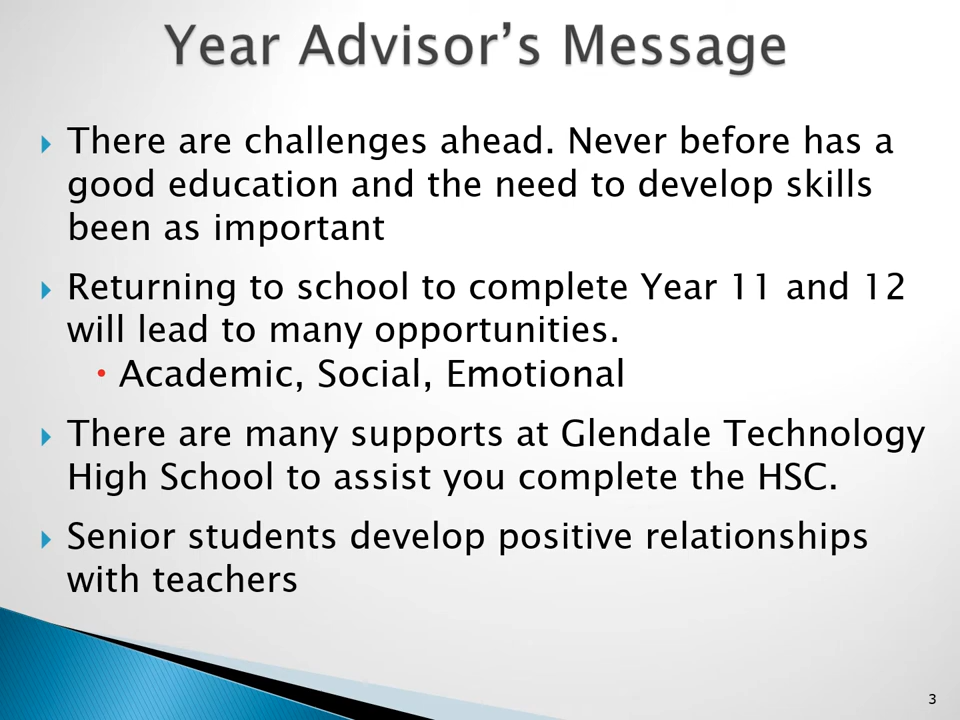 Year Advisor’s Message
There are challenges ahead. Never before has a
good education and the need to develop skills
been as important
Returning to school to complete Year 11 and 12
will lead to many opportunities.
Academic, Social, Emotional
There are many supports at Glendale Technology
High School to assist you complete the HSC.
Senior students develop positive relationships
with teachers
3